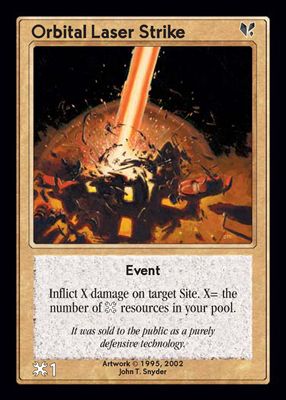 Orbital Laser Strike
Event
Inflict X damage on target Site. X= the
number of resources in your pool.
It was sold to the public as a purely
defensive technology.
1
Artwork © 1995, 2002
John T. Snyder